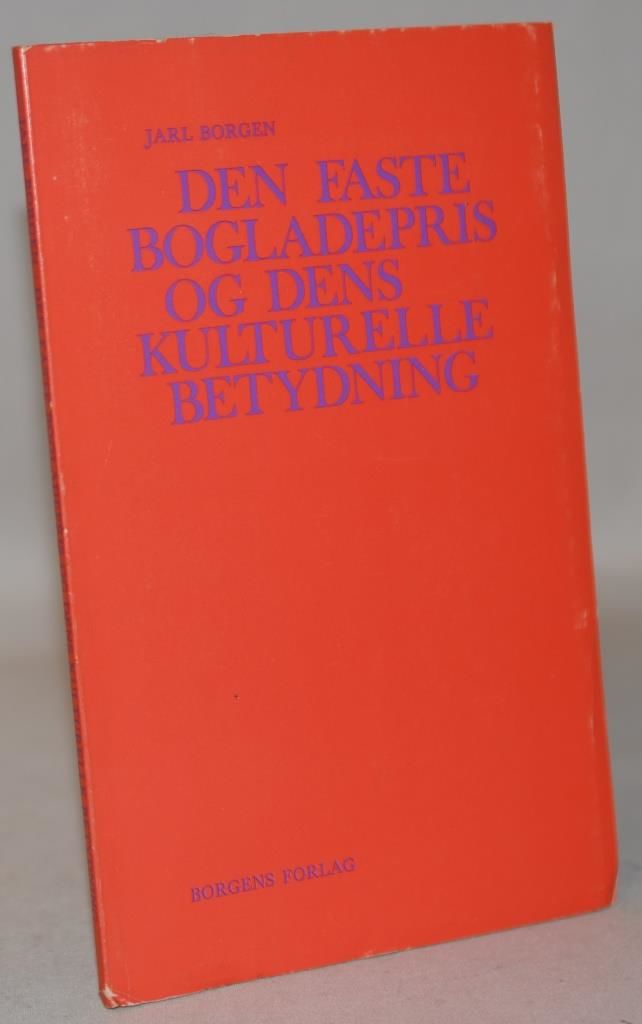 JARL BORGEN
DEN FASTE
BOGLADEPRIS
OG DENS
KULTURELLE
BETYDNING
BORGENS FORLAG